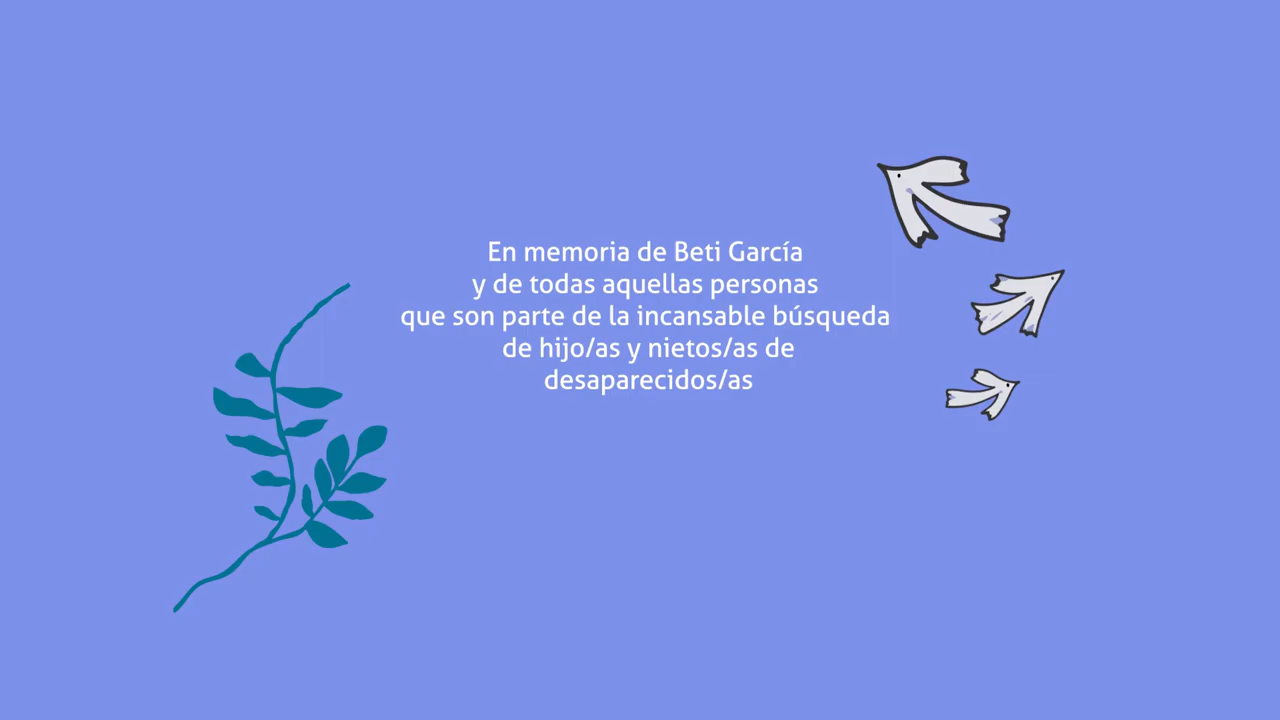 En memoria de Beti García
y de todas aquellas personas
que son parte de la incansable búsqueda
de hijo/as y nietos/as de
desaparecidos/as